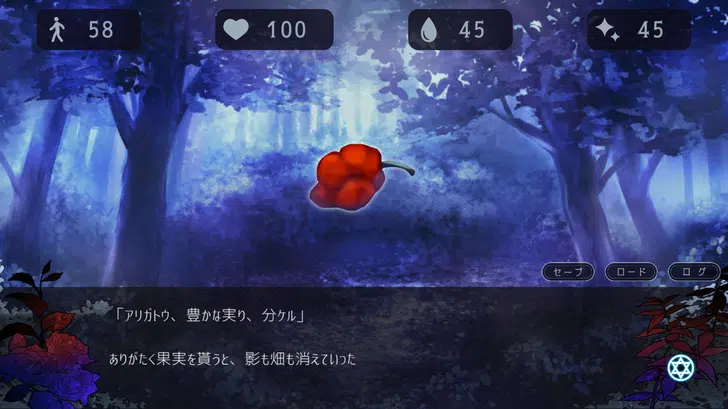 58
100
45
45
セーブ
ロード
ログ
「アリガトウ、豊かな実り、分ケル」
ありがたく果実を貰うと、影も畑も消えていった